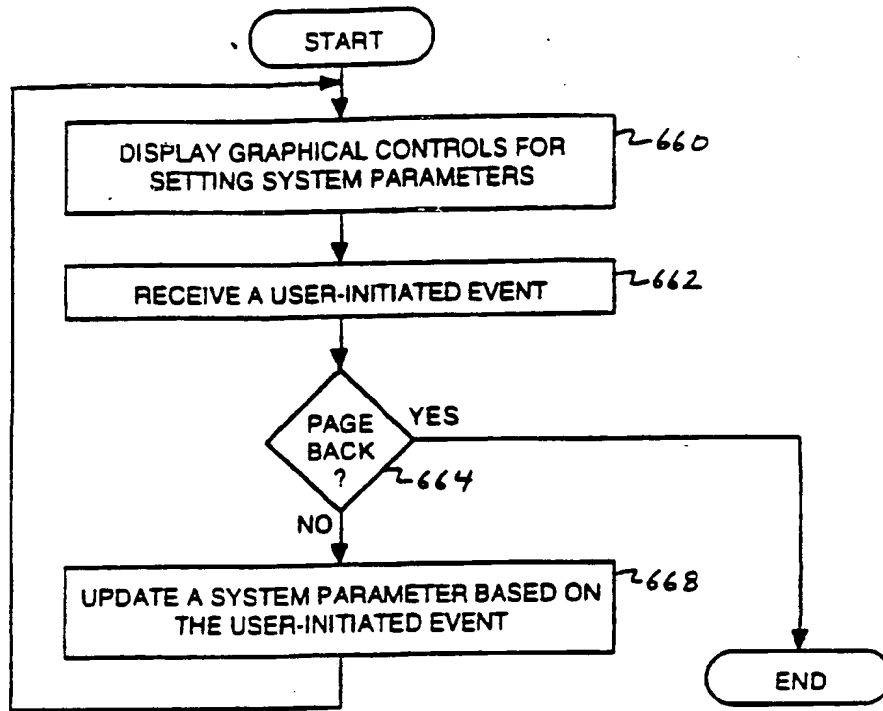 START
DISPLAY GRAPHICAL CONTROLS FOR
SETTING SYSTEM PARAMETERS
660
RECEIVE A USER-INITIATED EVENT
662
PAGE
BACK
?
YES
664
NO
UPDATE A SYSTEM PARAMETER BASED ON
THE USER-INITIATED EVENT
668
END